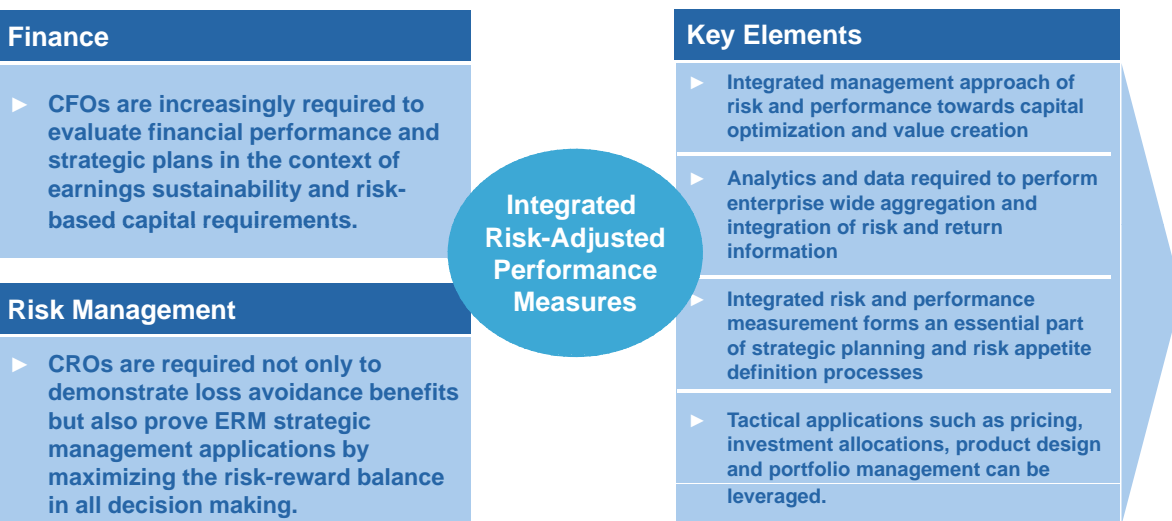 Finance
► CFOs are increasingly required to
evaluate financial performance and
strategic plans in the context of
earnings sustainability and risk-
based capital requirements.
Risk Management
► CROs are required not only to
demonstrate loss avoidance benefits
but also prove ERM strategic
management applications by
maximizing the risk-reward balance
in all decision making.
Integrated
Risk-Adjusted
Performance
Measures
Key Elements
► Integrated management approach of
risk and performance towards capital
optimization and value creation
► Analytics and data required to perform
enterprise wide aggregation and
integration of risk and return
information
► Integrated risk and performance
measurement forms an essential part
of strategic planning and risk appetite
definition processes
► Tactical applications such as pricing,
investment allocations, product design
and portfolio management can be
leveraged.